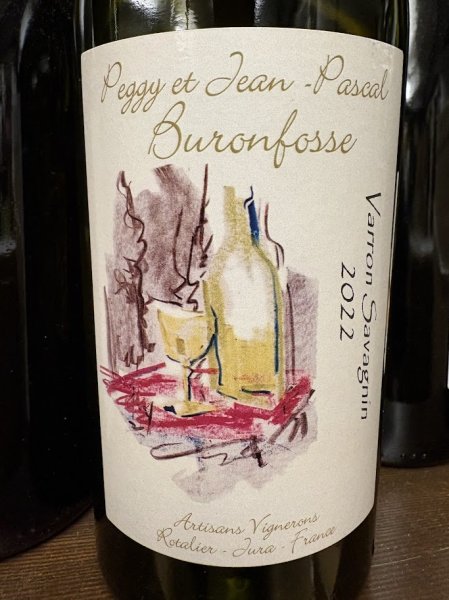 Peggy et Jean-Pascal
Buronfosse
Varron Savagnin
2022
Artisans Vignerons
Rotalier - Jura - France